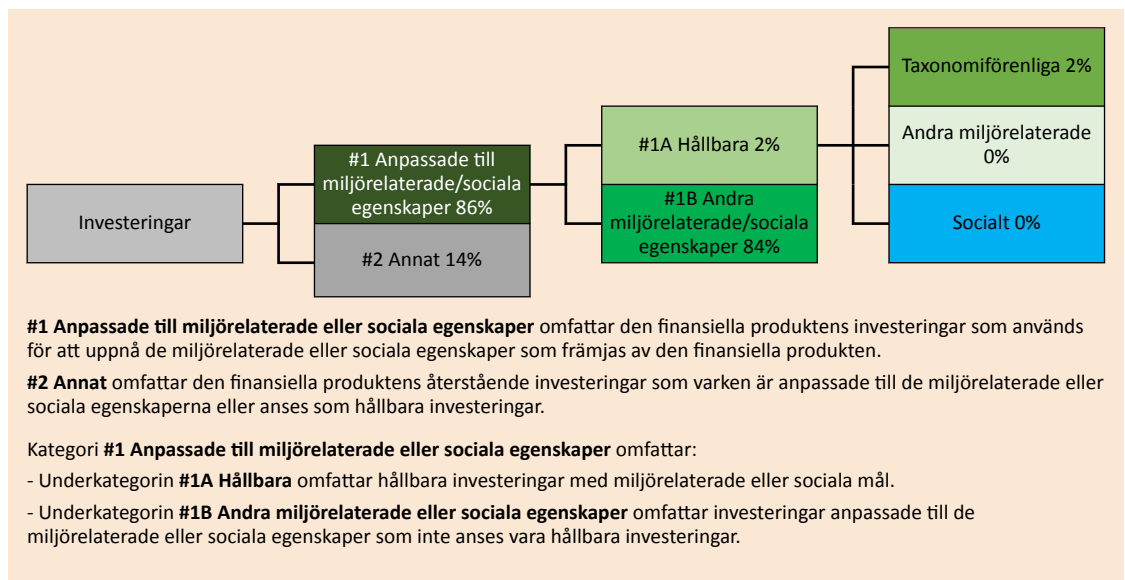 Investeringar
#1 Anpassade till
miljörelaterade/sociala
egenskaper 86%
#2 Annat 14%
#1A Hållbara 2%
#1B Andra
miljörelaterade/sociala
egenskaper 84%
Taxonomiförenliga 2%
Andra miljörelaterade
0%
Socialt 0%
#1 Anpassade till miljörelaterade eller sociala egenskaper omfattar den finansiella produktens investeringar som används
för att uppnå de miljörelaterade eller sociala egenskaper som främjas av den finansiella produkten.
#2 Annat omfattar den finansiella produktens återstående investeringar som varken är anpassade till de miljörelaterade eller
sociala egenskaperna eller anses som hållbara investeringar.
Kategori #1 Anpassade till miljörelaterade eller sociala egenskaper omfattar:
- Underkategorin #1A Hållbara omfattar hållbara investeringar med miljörelaterade eller sociala mål.
- Underkategorin #1B Andra miljörelaterade eller sociala egenskaper omfattar investeringar anpassade till de
miljörelaterade eller sociala egenskaper som inte anses vara hållbara investeringar.